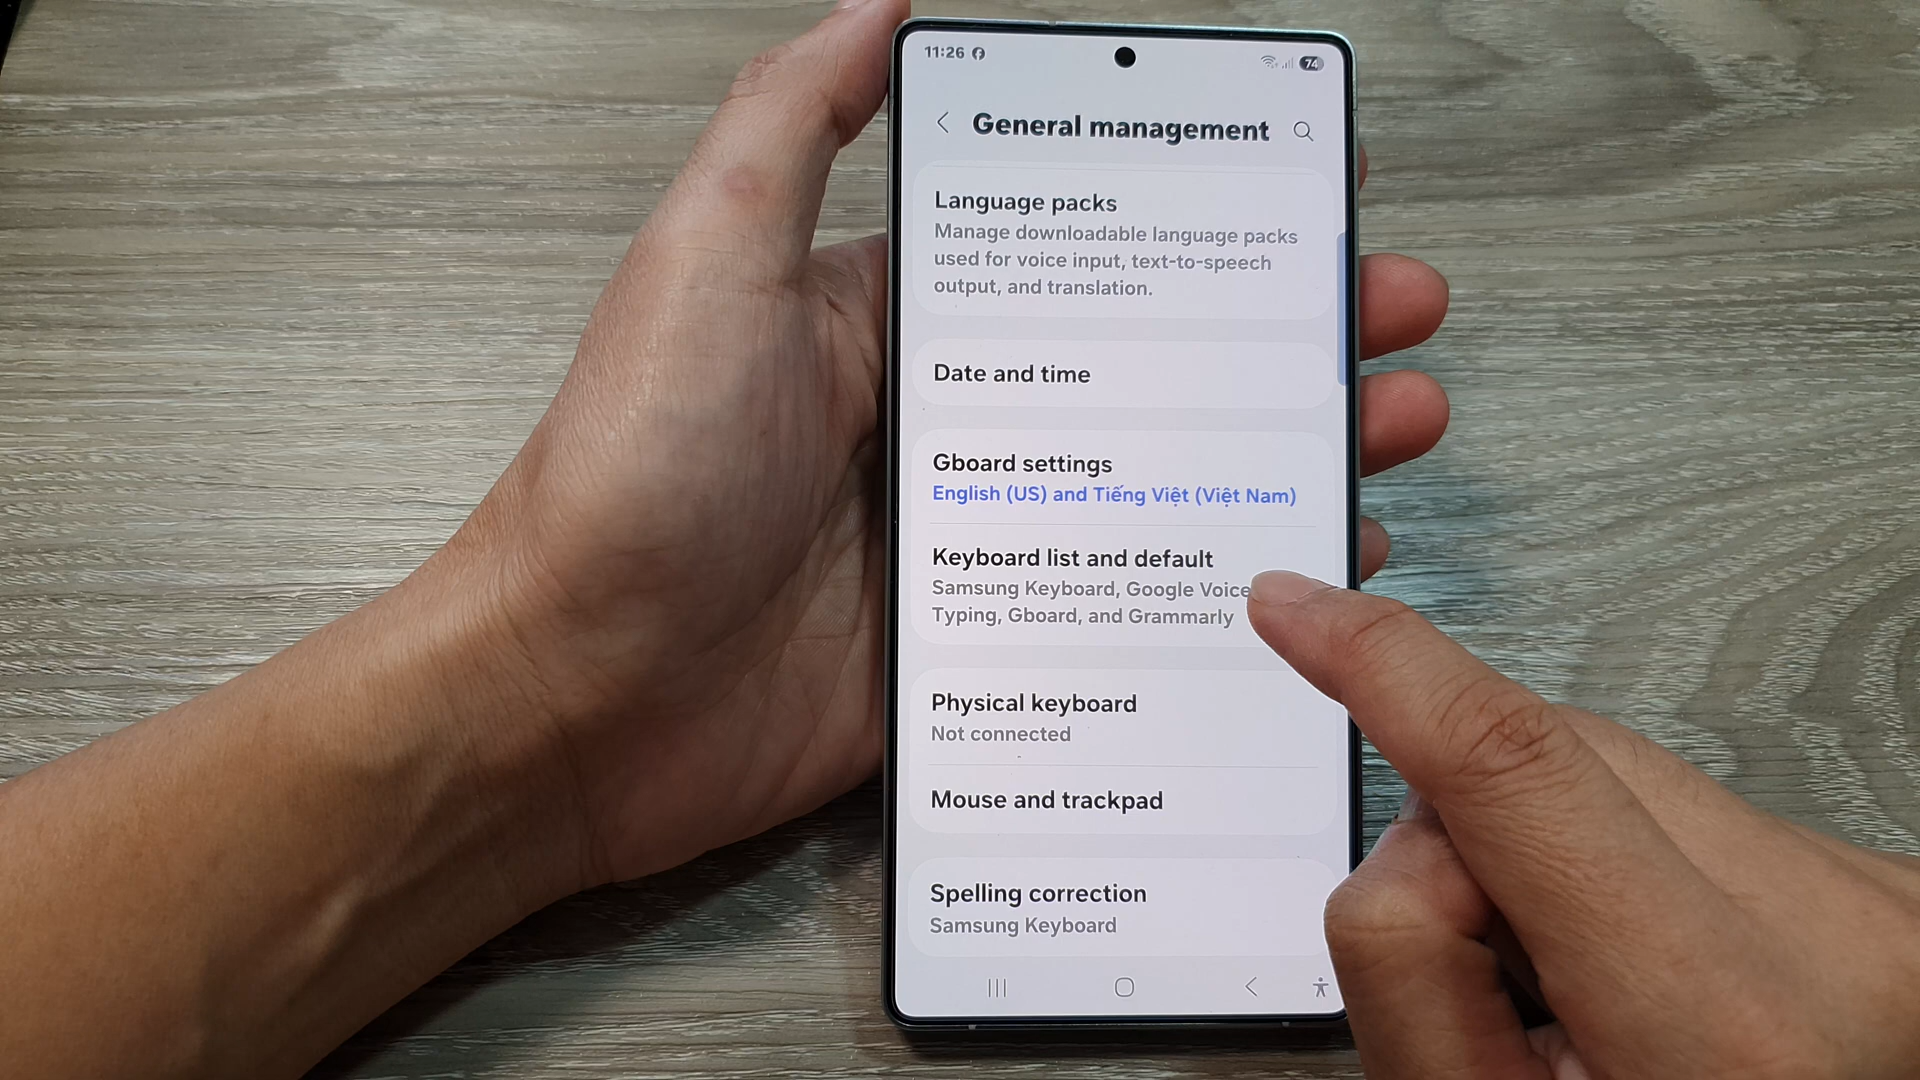 11:26
74
General management
Language packs
Manage downloadable language packs
used for voice input, text-to-speech
output, and translation.
Date and time
Gboard settings
English (US) and Tiếng Việt (Việt Nam)
Keyboard list and default
Samsung Keyboard, Google Voice
Typing, Gboard, and Grammarly
Physical keyboard
Not connected
Mouse and trackpad
Spelling correction
Samsung Keyboard